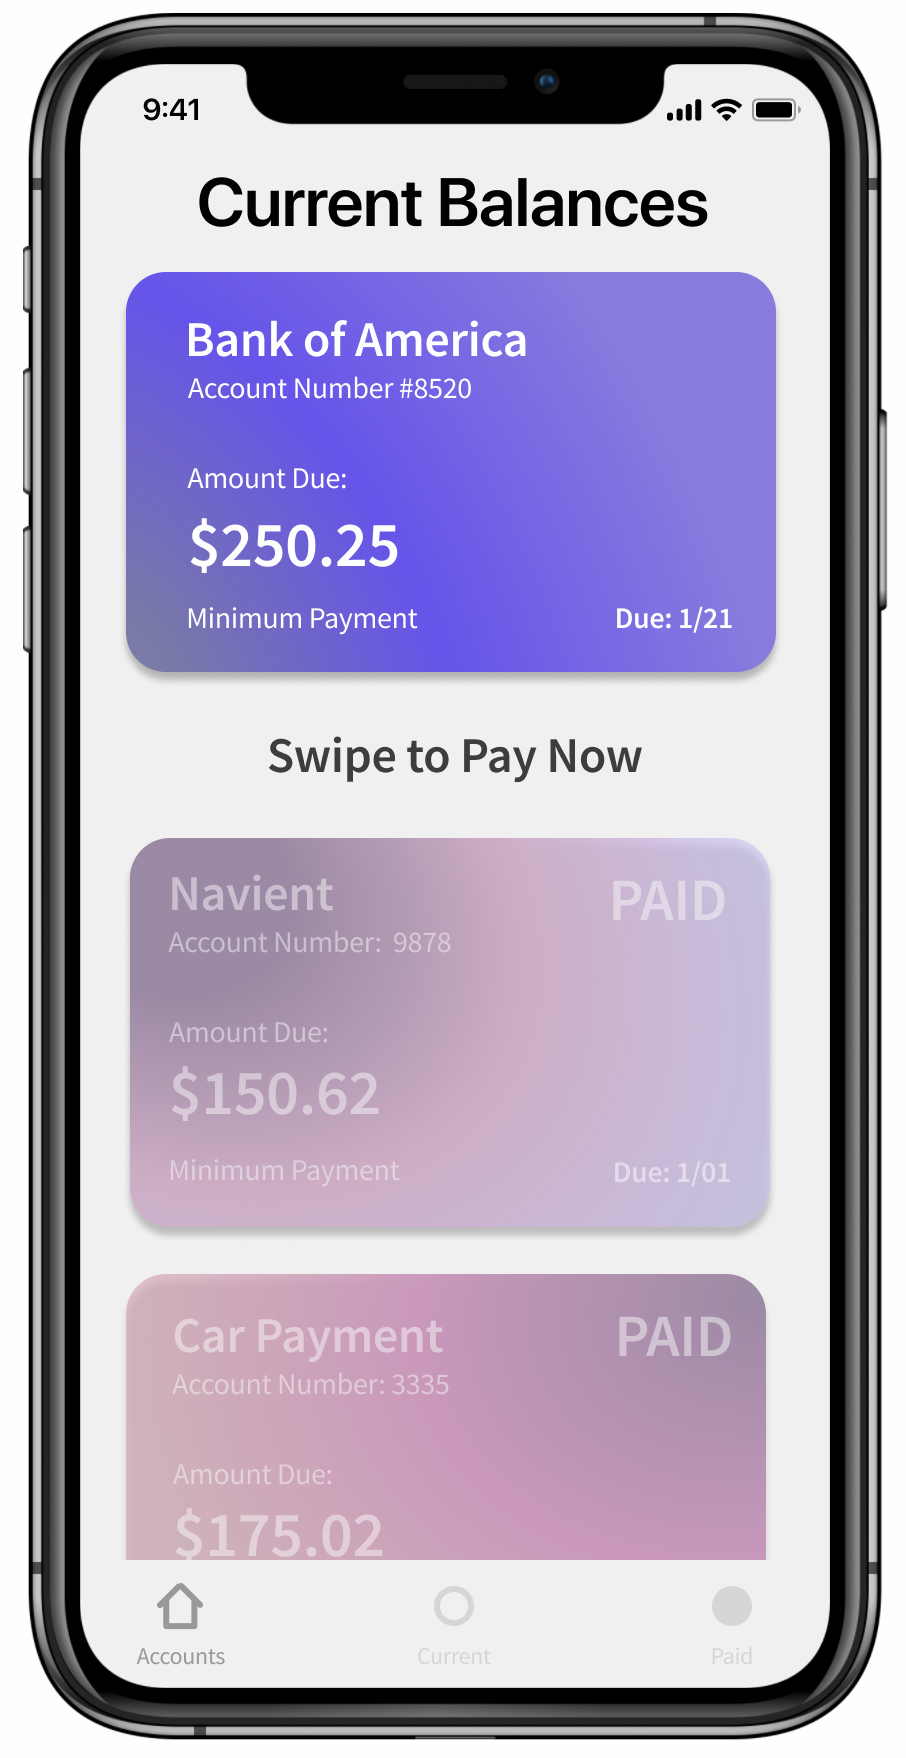 9:41
Current Balances
Bank of America
Account Number #8520
Amount Due:
$250.25
Minimum Payment
Due: 1/21
Swipe to Pay Now
Navient
PAID
Account Number: 9878
Amount Due:
$150.62
Minimum Payment
Due: 1/01
Car Payment
PAID
Account Number: 3335
Amount Due:
$175.02
Accounts
Current
Paid